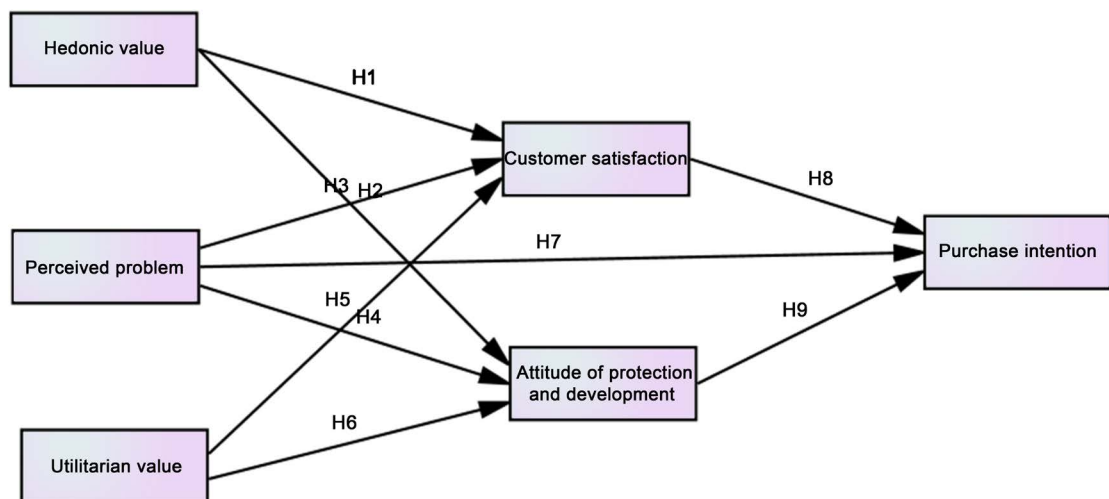 Hedonic value
H1
Customer satisfaction
H8
H3
H2
Perceived problem
H7
Purchase intention
H5
H4
H9
Attitude of protection
and development
H6
Utilitarian value